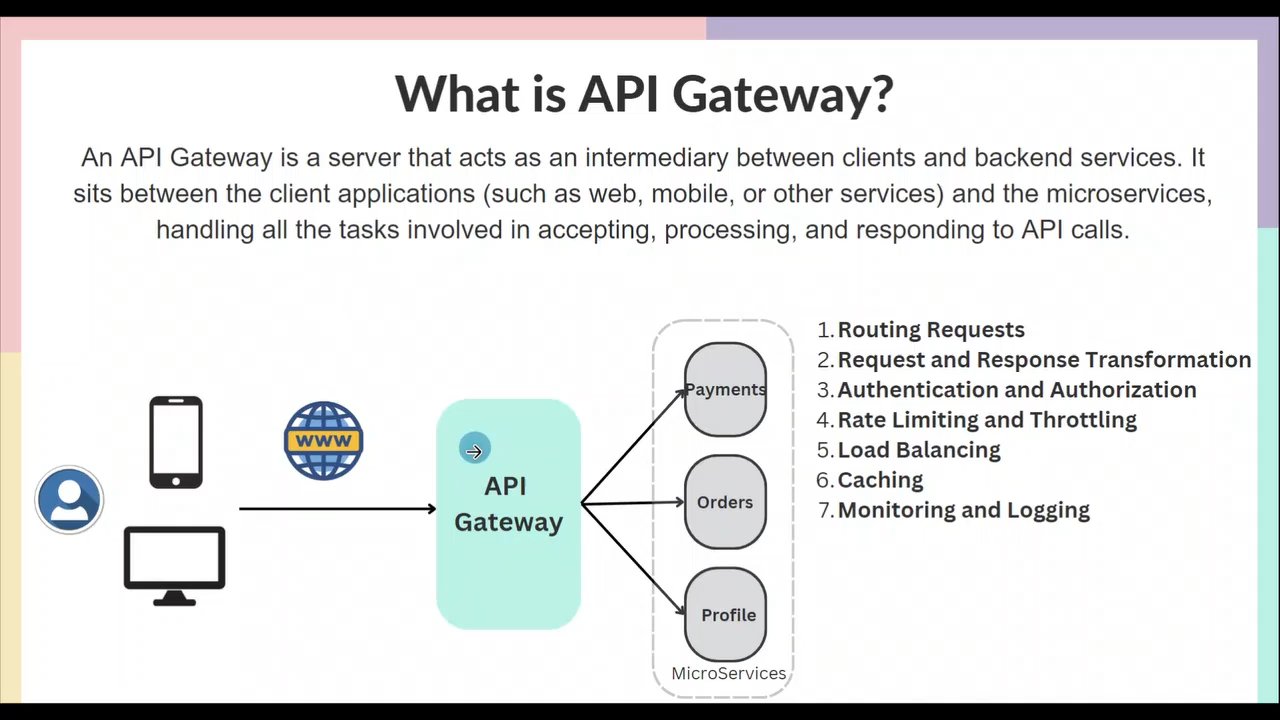 What is API Gateway?
An API Gateway is a server that acts as an intermediary between clients and backend services. It
sits between the client applications (such as web, mobile, or other services) and the microservices,
handling all the tasks involved in accepting, processing, and responding to API calls.
WWW
API
Gateway
Payments
Orders
Profile
MicroServices
1. Routing Requests
2. Request and Response Transformation
3. Authentication and Authorization
4. Rate Limiting and Throttling
5. Load Balancing
6. Caching
7. Monitoring and Logging